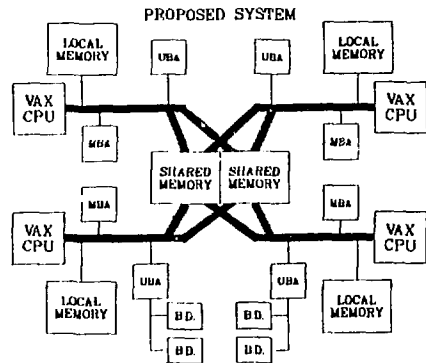 PROPOSED SYSTEM
LOCAL
MEMORY
UBA
UBA
LOCAL
MEMORY
VAX
CPU
VAX
CPU
MBA
MBA
SHARED
MEMORY
SHARED
MEMORY
MBA
MBA
VAX
CPU
VAX
CPU
UBA
UBA
LOCAL
MEMORY
LOCAL
MEMORY
B.D.
B.D.
B.D.
B.D.